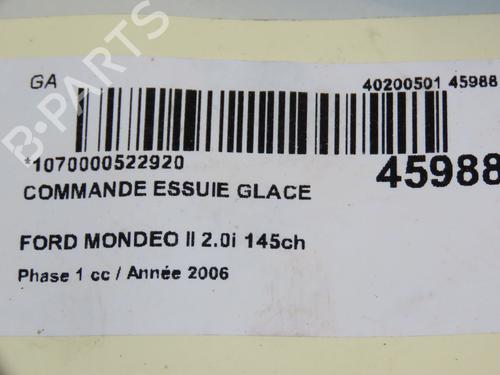 GA
40200501 45988
*1070000522920
45988
COMMANDE ESSUIE GLACE
FORD MONDEO II 2.0i 145ch
Phase 1 cc / Année 2006
B-PARTS